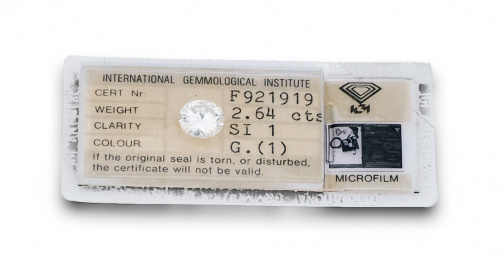 INTERNATIONAL GEMMOLOGICAL INSTITUTE
CERT. Nr F921919
WEIGHT 2.64 cts
CLARITY SI 1
COLOUR G.(1)
If the original seal is torn, or disturbed,
the certificate will not be valid.
MICROFILM